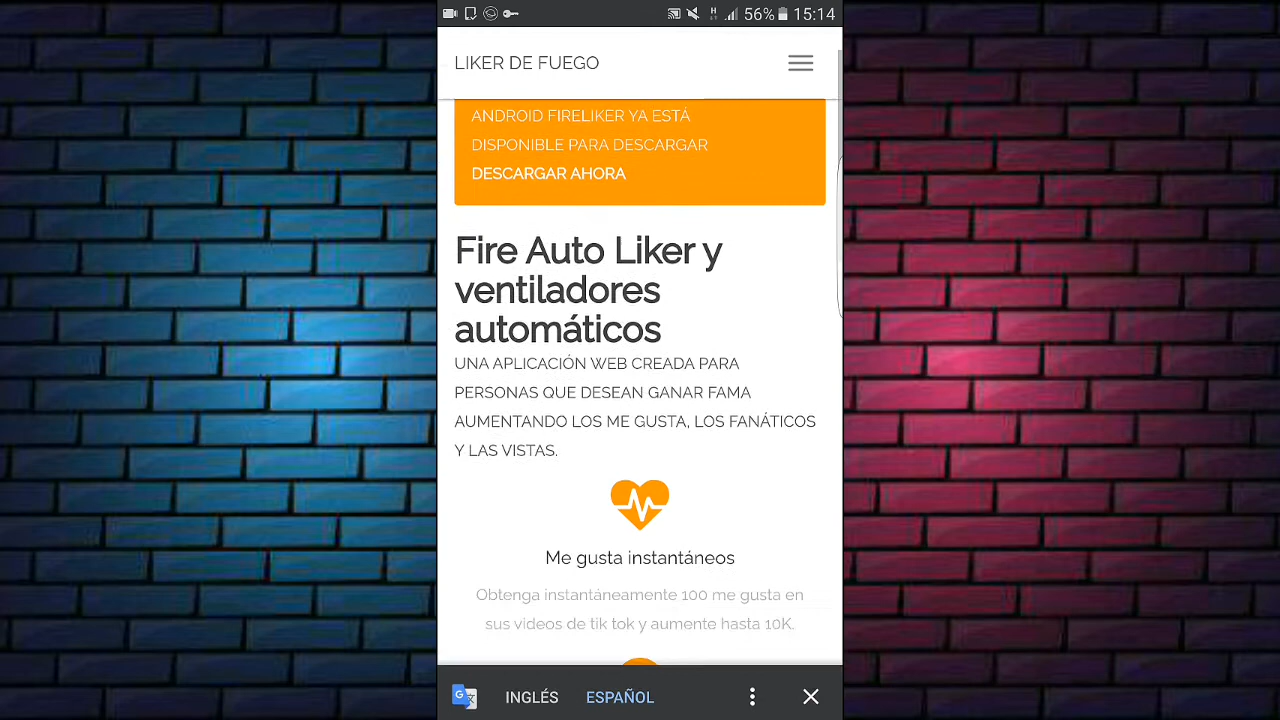 H 56% 15:14
LIKER DE FUEGO
ANDROID FIRELIKER YA ESTÁ
DISPONIBLE PARA DESCARGAR
DESCARGAR AHORA
Fire Auto Liker y
ventiladores
automáticos
UNA APLICACIÓN WEB CREADA PARA
PERSONAS QUE DESEAN GANAR FAMA
AUMENTANDO LOS ME GUSTA, LOS FANÁTICOS
Y LAS VISTAS.
Me gusta instantáneos
Obtenga instantáneamente 100 me gusta en
sus videos de tik tok y aumente hasta 10K.
G INGLÉS ESPAÑOL